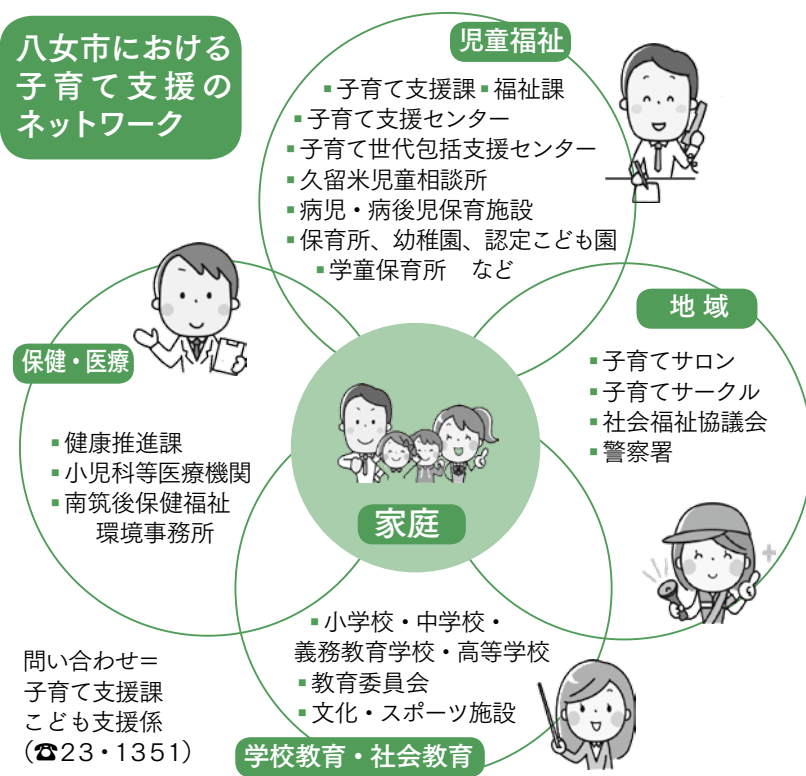 八女市における
子育て支援の
ネットワーク
児童福祉
▪子育て支援課▪福祉課
▪子育て支援センター
▪子育て世代包括支援センター
▪久留米児童相談所
▪病児・病後児保育施設
▪保育所、幼稚園、認定こども園
▪学童保育所　など
地域
▪子育てサロン
▪子育てサークル
▪社会福祉協議会
▪警察署
保健・医療
▪健康推進課
▪小児科等医療機関
▪南筑後保健福祉
環境事務所
家庭
▪小学校・中学校・
義務教育学校・高等学校
▪教育委員会
▪文化・スポーツ施設
学校教育・社会教育
問い合わせ＝
子育て支援課
こども支援係
(☎23・1351)